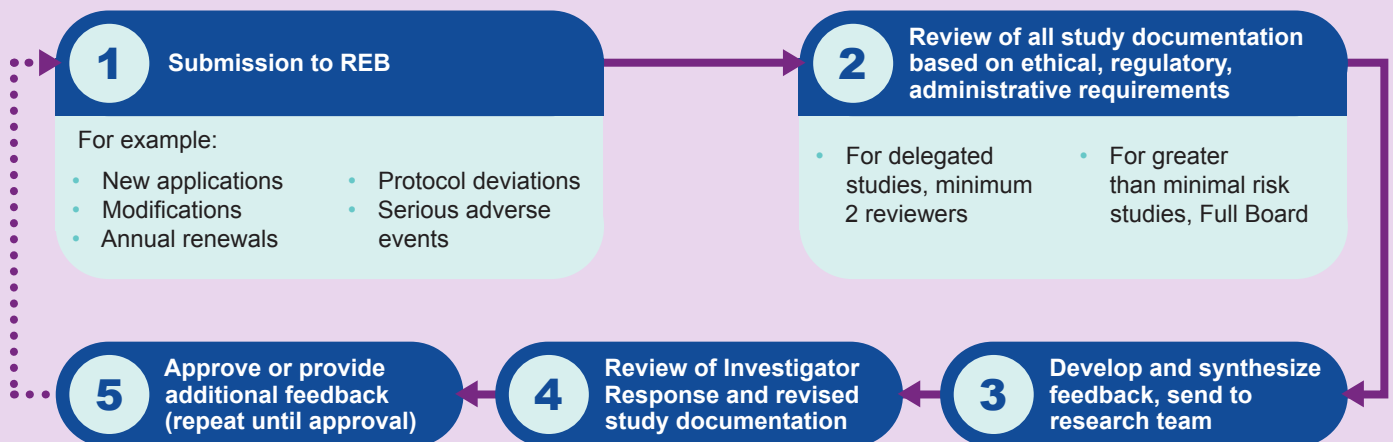 1
Submission to REB
For example:
• New applications
• Modifications
• Annual renewals
• Protocol deviations
• Serious adverse
events
2
Review of all study documentation
based on ethical, regulatory,
administrative requirements
• For delegated
studies, minimum
2 reviewers
• For greater
than minimal risk
studies, Full Board
3
Develop and synthesize
feedback, send to
research team
4
Review of Investigator
Response and revised
study documentation
5
Approve or provide
additional feedback
(repeat until approval)